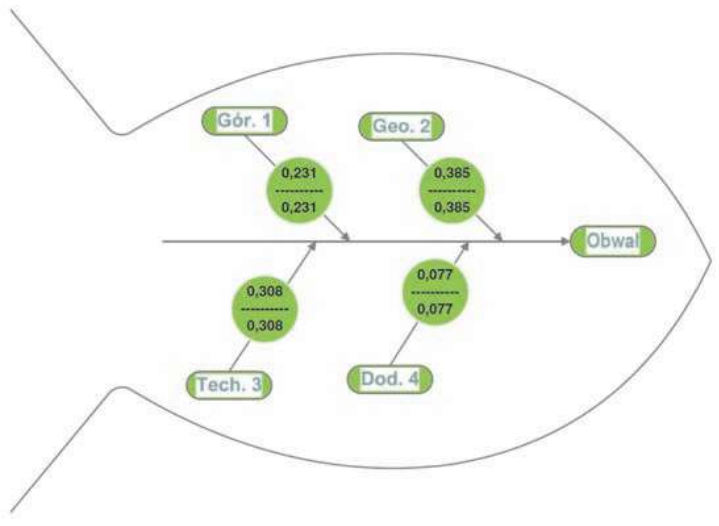 Gór. 1
Geo. 2
0,231
----------
0,231
0,385
----------
0,385
Obwal
0,308
----------
0,308
0,077
----------
0,077
Tech. 3
Dod. 4